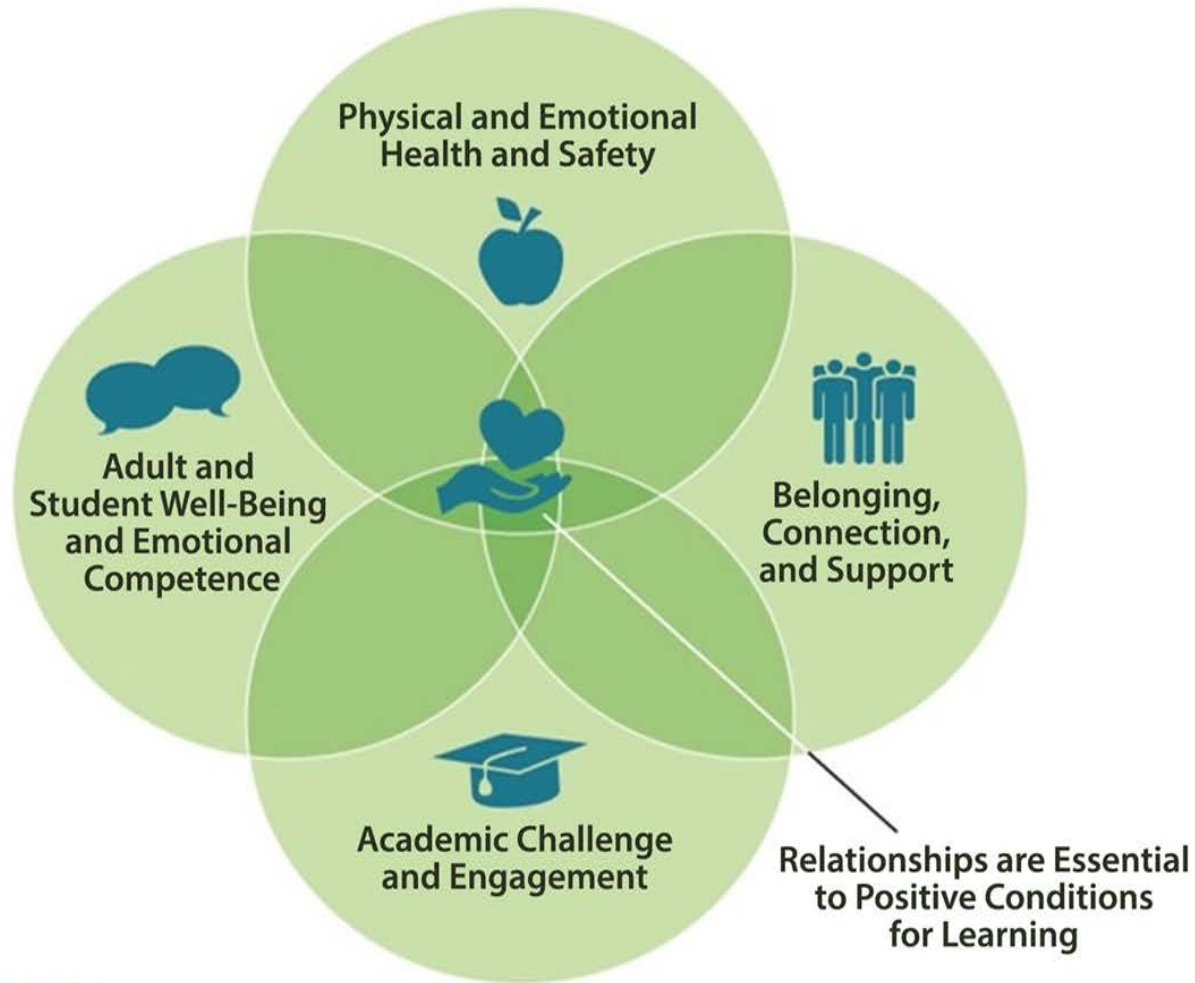 Physical and Emotional
Health and Safety
Adult and
Student Well-Being
and Emotional
Competence
Belonging,
Connection,
and Support
Academic Challenge
and Engagement
Relationships are Essential
to Positive Conditions
for Learning